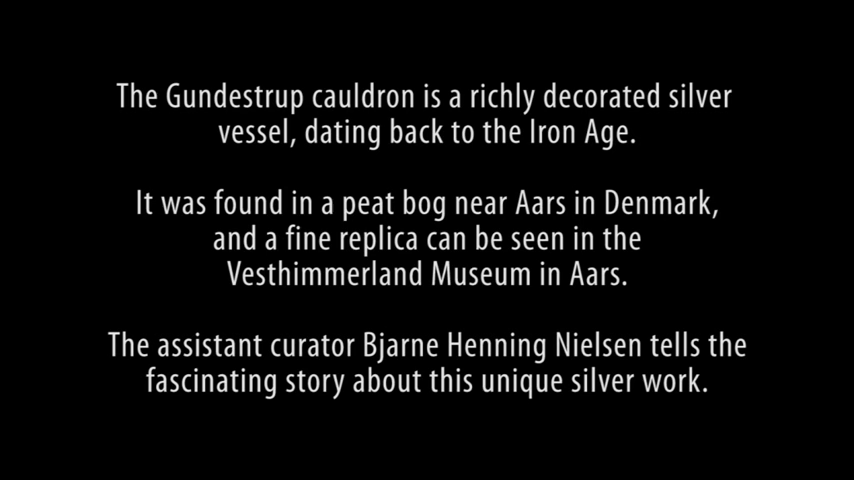 The Gundestrup cauldron is a richly decorated silver
vessel, dating back to the Iron Age.
It was found in a peat bog near Aars in Denmark,
and a fine replica can be seen in the
Vesthimmerland Museum in Aars.
The assistant curator Bjarne Henning Nielsen tells the
fascinating story about this unique silver work.